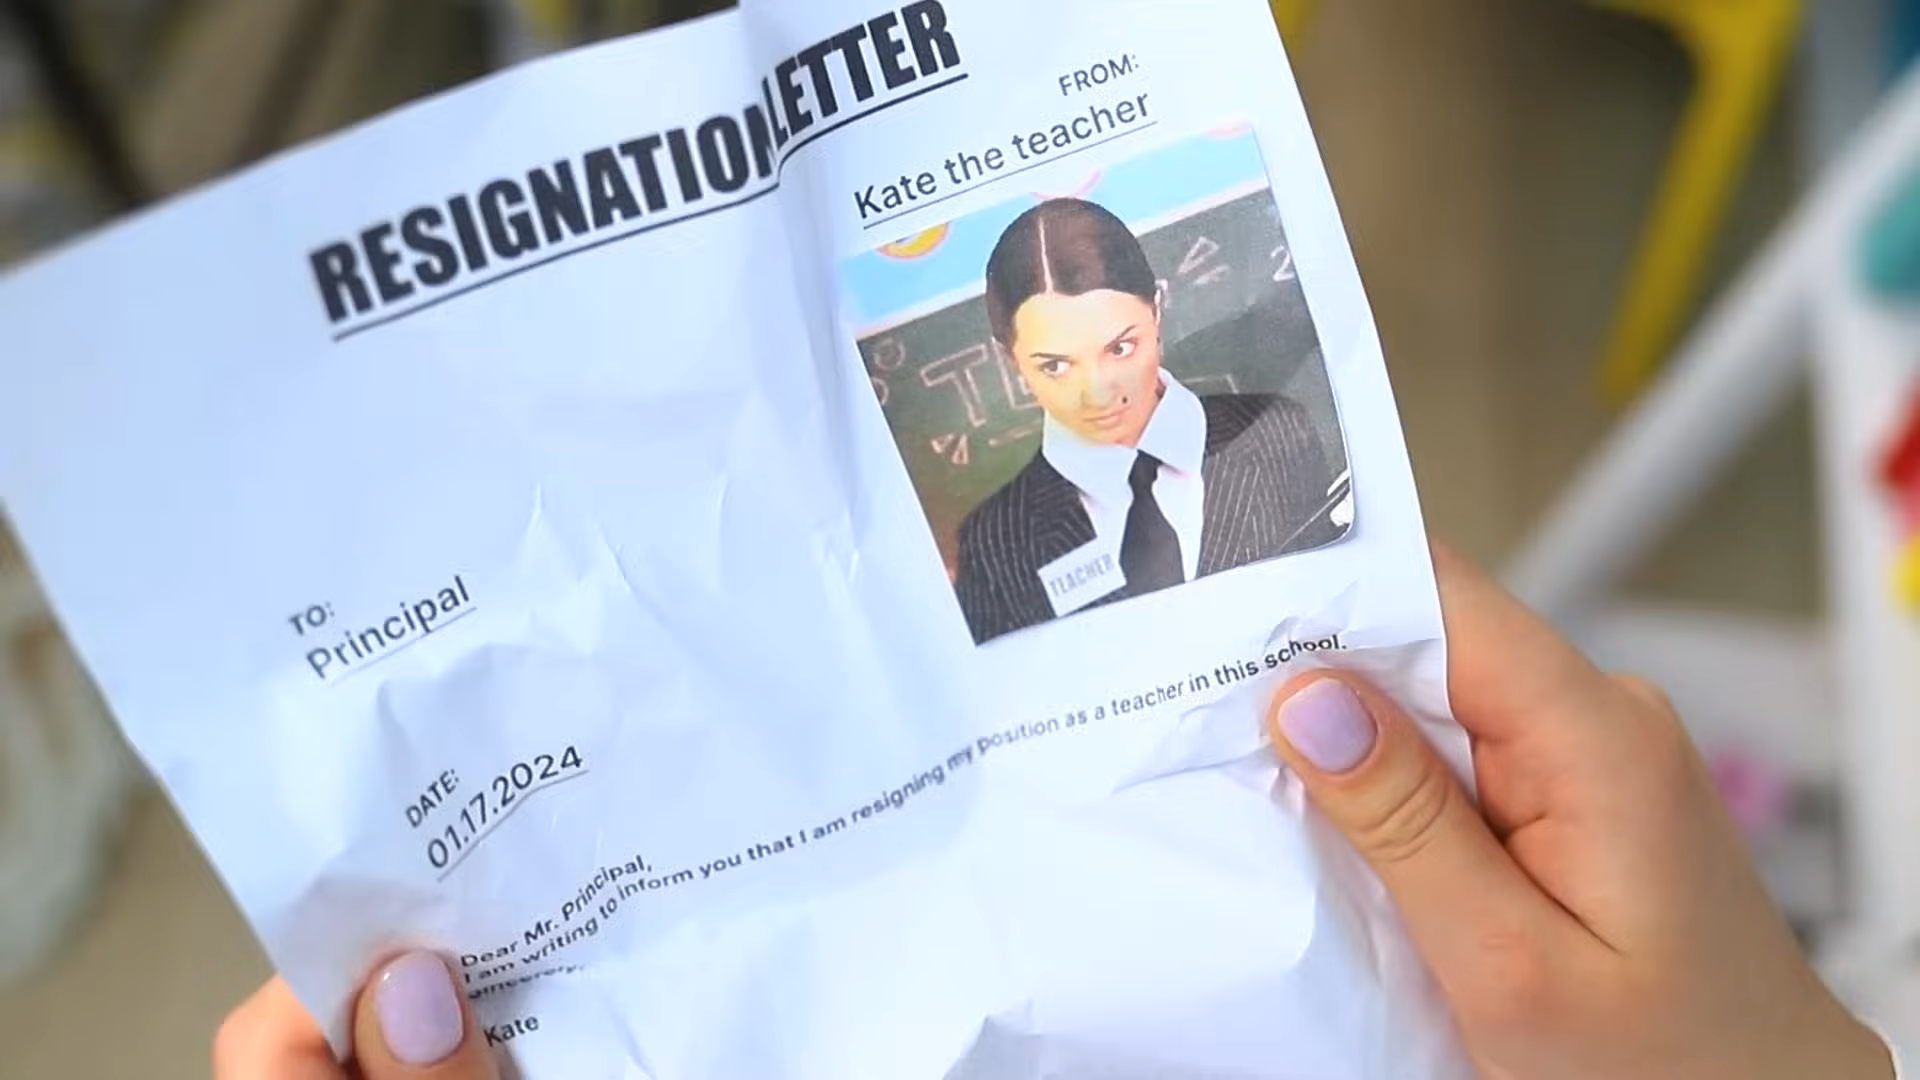 RESIGNATION LETTER
FROM:
Kate the teacher
TEACHER
TO:
Principal
DATE:
01.17.2024
Dear Mr. Principal,
I am writing to inform you that I am resigning my position as a teacher in this school.
Sincerely,
Kate